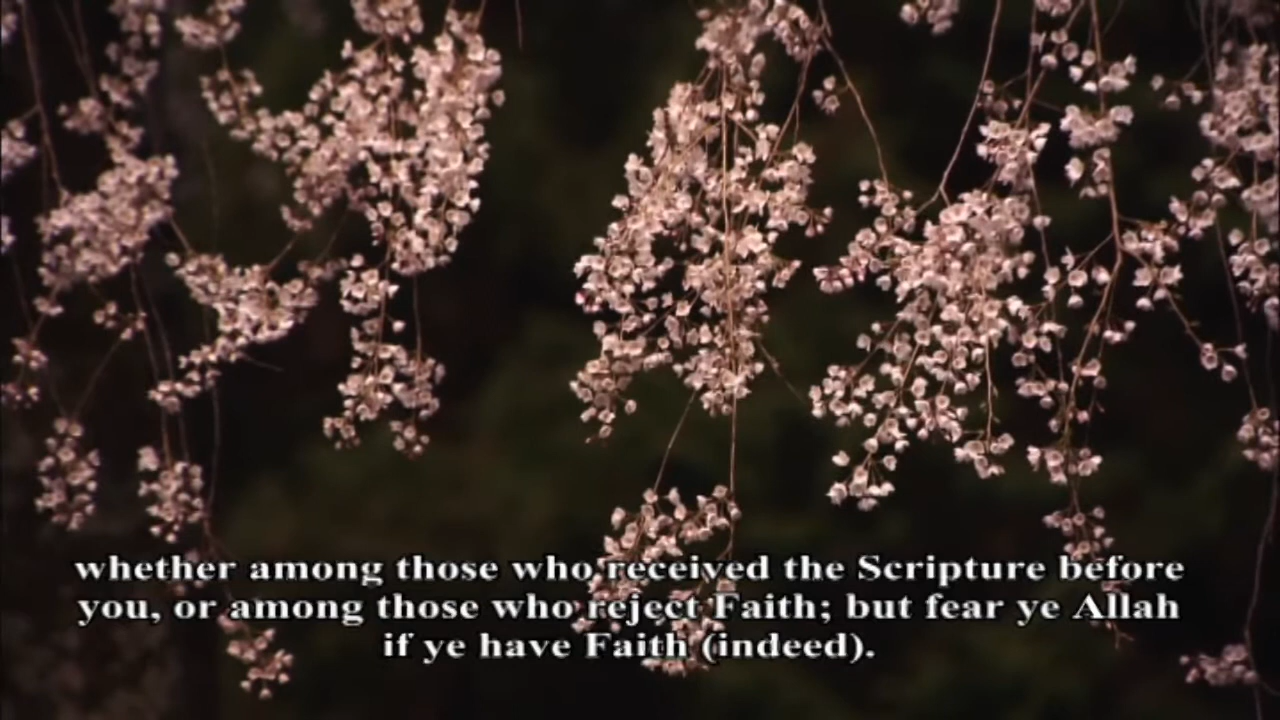 whether among those who received the Scripture before
you, or among those who reject Faith; but fear ye Allah
if ye have Faith (indeed).